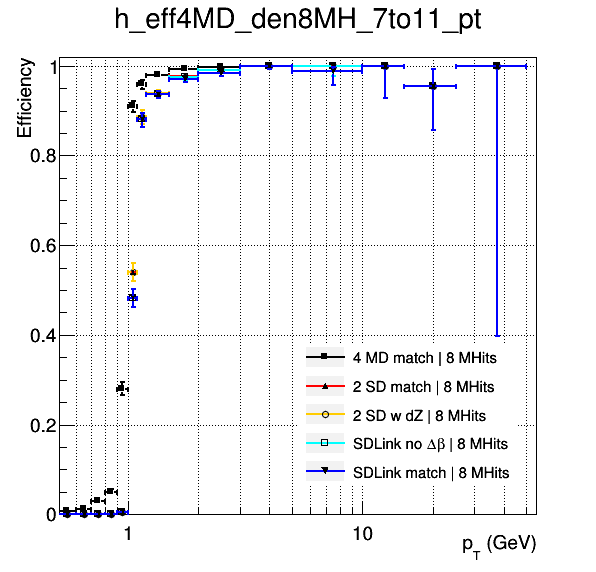 h_eff4MD_den8MH_7to11_pt
Efficiency
1
0.8
0.6
0.4
0.2
0
4 MD match | 8 MHits
2 SD match | 8 MHits
2 SD w dZ | 8 MHits
SDLink no Δβ | 8 MHits
SDLink match | 8 MHits
1
10
p_T (GeV)